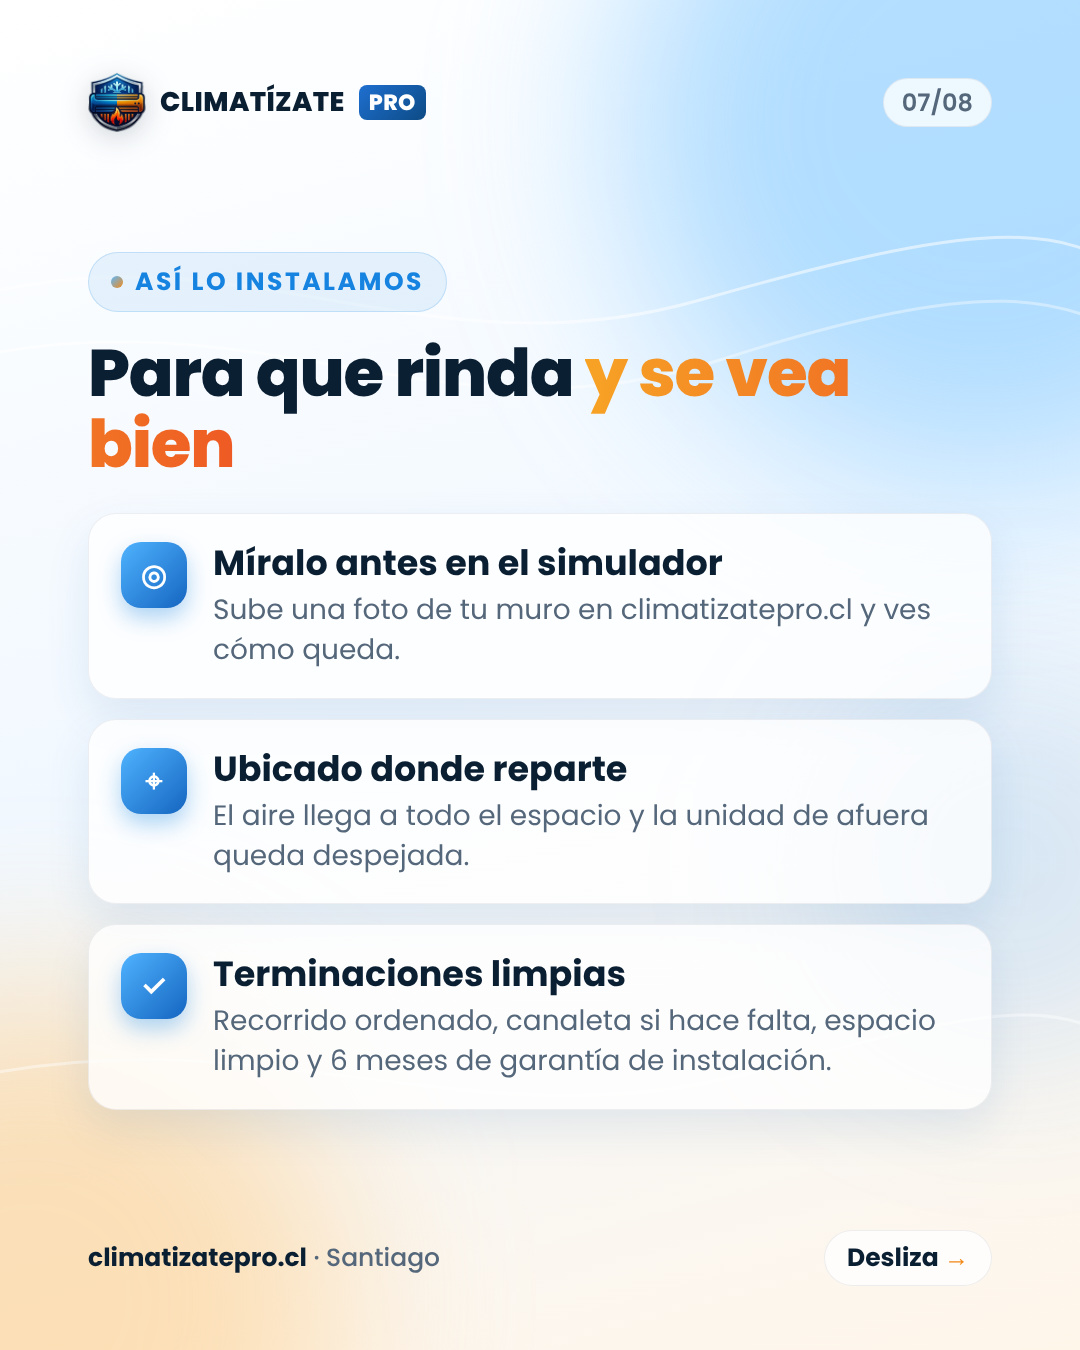 CLIMATÍZATE PRO
07/08
ASÍ LO INSTALAMOS
Para que rinda y se vea
bien
Míralo antes en el simulador
Sube una foto de tu muro en climatizatepro.cl y ves
cómo queda.
Ubicado donde reparte
El aire llega a todo el espacio y la unidad de afuera
queda despejada.
Terminaciones limpias
Recorrido ordenado, canaleta si hace falta, espacio
limpio y 6 meses de garantía de instalación.
climatizatepro.cl · Santiago
Desliza →